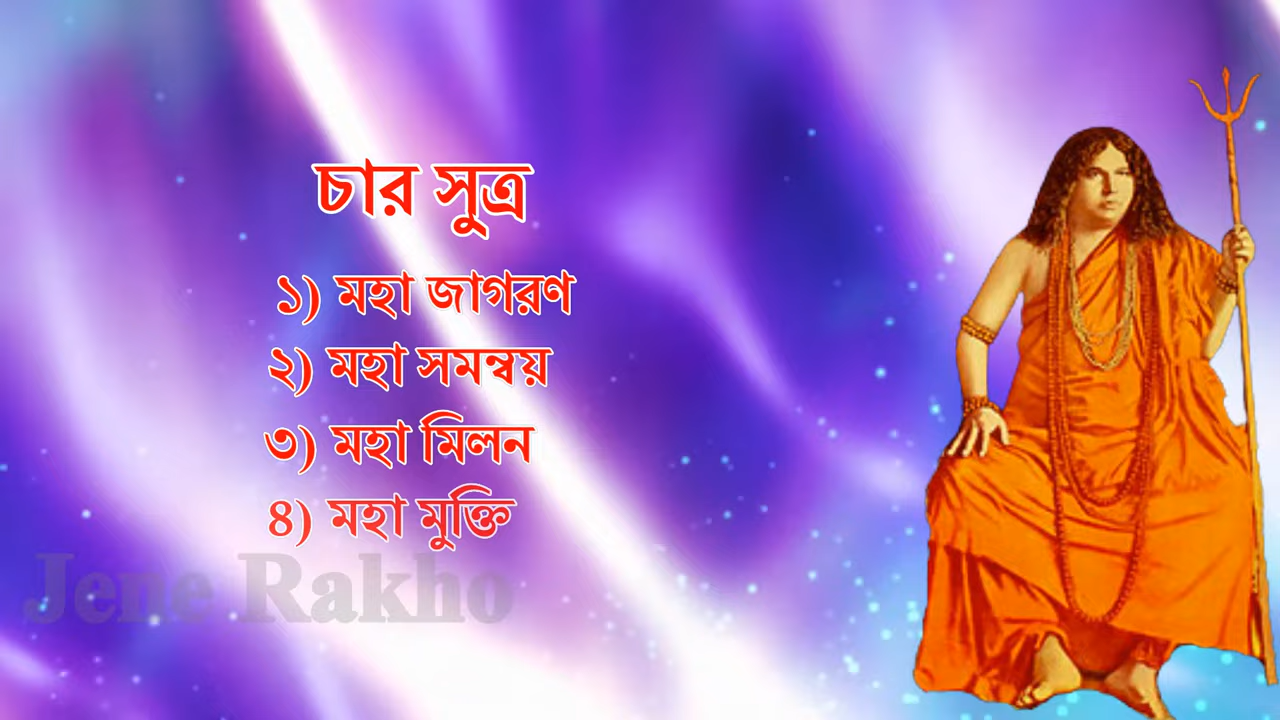 চার সুত্র
১) মহা জাগরণ
২) মহা সমন্বয়
৩) মহা মিলন
৪) মহা মুক্তি
Jene Rakho